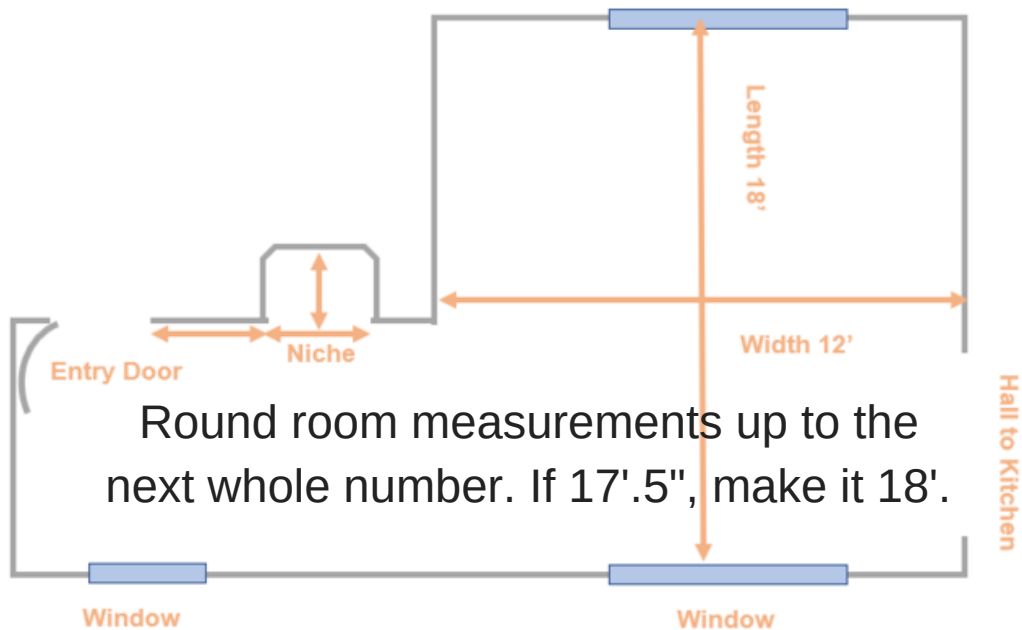 Length 18’
Width 12’
Niche
Entry Door
Hall to Kitchen
Round room measurements up to the
next whole number. If 17'.5", make it 18'.
Window
Window